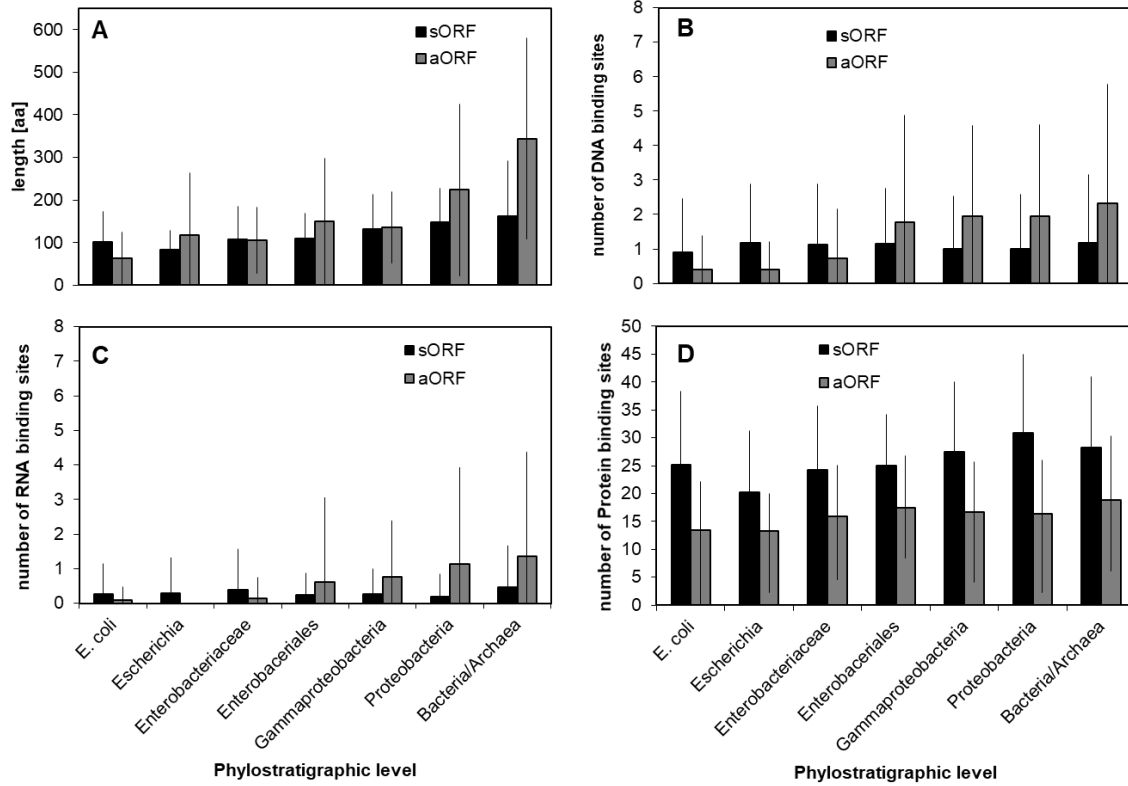 A
sORF
aORF
600
500
400
300
200
100
0
length [aa]
B
sORF
aORF
8
7
6
5
4
3
2
1
0
number of DNA binding sites
C
sORF
aORF
8
7
6
5
4
3
2
1
0
number of RNA binding sites
E. coli
Escherichia
Enterobacteriaceae
Enterobaceriales
Gammaproteobacteria
Proteobacteria
Bacteria/Archaea
Phylostratigraphic level
D
sORF
aORF
50
45
40
35
30
25
20
15
10
5
0
number of Protein binding sites
E. coli
Escherichia
Enterobacteriaceae
Enterobaceriales
Gammaproteobacteria
Proteobacteria
Bacteria/Archaea
Phylostratigraphic level